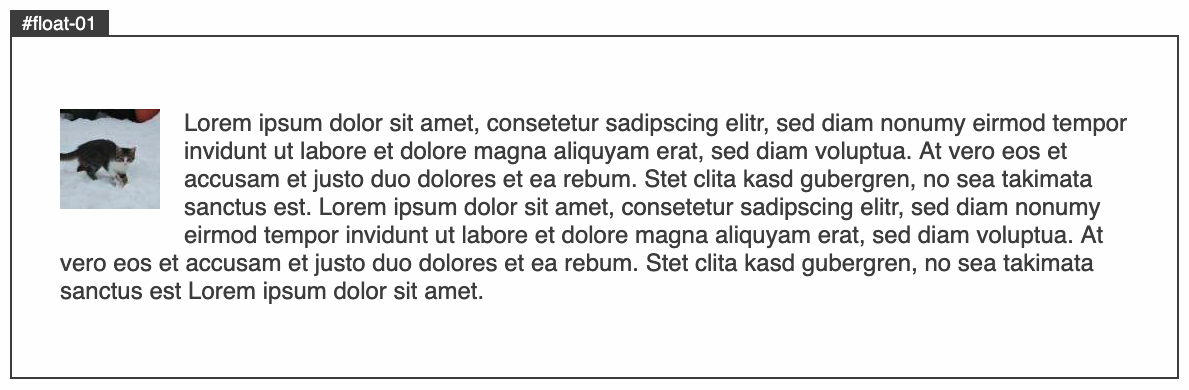 #float-01
Lorem ipsum dolor sit amet, consetetur sadipscing elitr, sed diam nonumy eirmod tempor
invidunt ut labore et dolore magna aliquyam erat, sed diam voluptua. At vero eos et
accusam et justo duo dolores et ea rebum. Stet clita kasd gubergren, no sea takimata
sanctus est. Lorem ipsum dolor sit amet, consetetur sadipscing elitr, sed diam nonumy
eirmod tempor invidunt ut labore et dolore magna aliquyam erat, sed diam voluptua. At
vero eos et accusam et justo duo dolores et ea rebum. Stet clita kasd gubergren, no sea takimata
sanctus est Lorem ipsum dolor sit amet.